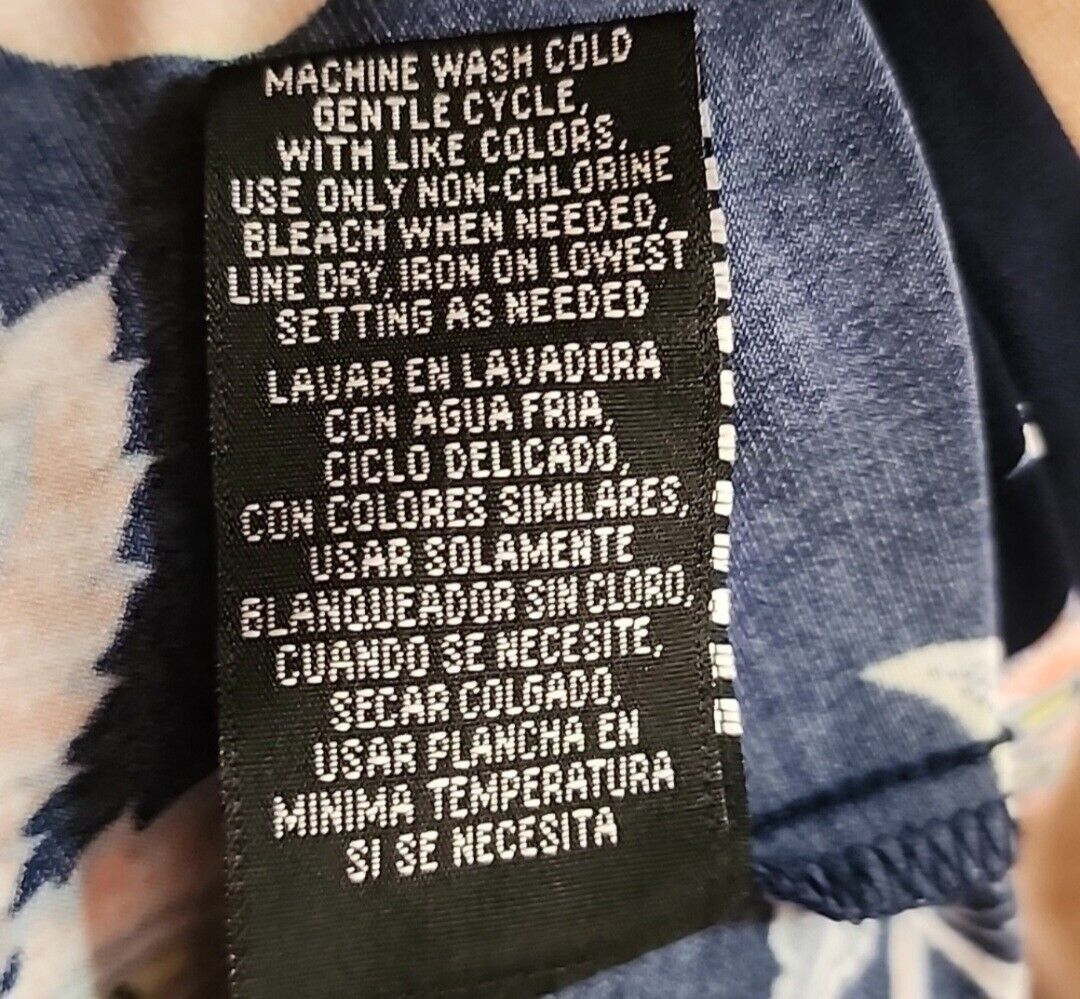 MACHINE WASH COLD
GENTLE CYCLE,
WITH LIKE COLORS,
USE ONLY NON-CHLORINE
BLEACH WHEN NEEDED,
LINE DRY, IRON ON LOWEST
SETTING AS NEEDED
LAVAR EN LAVADORA
CON AGUA FRIA,
CICLO DELICADO,
CON COLORES SIMILARES,
USAR SOLAMENTE
BLANQUEADOR SIN CLORO,
CUANDO SE NECESITE,
SECAR COLGADO,
USAR PLANCHA EN
MINIMA TEMPERATURA
SI SE NECESITA